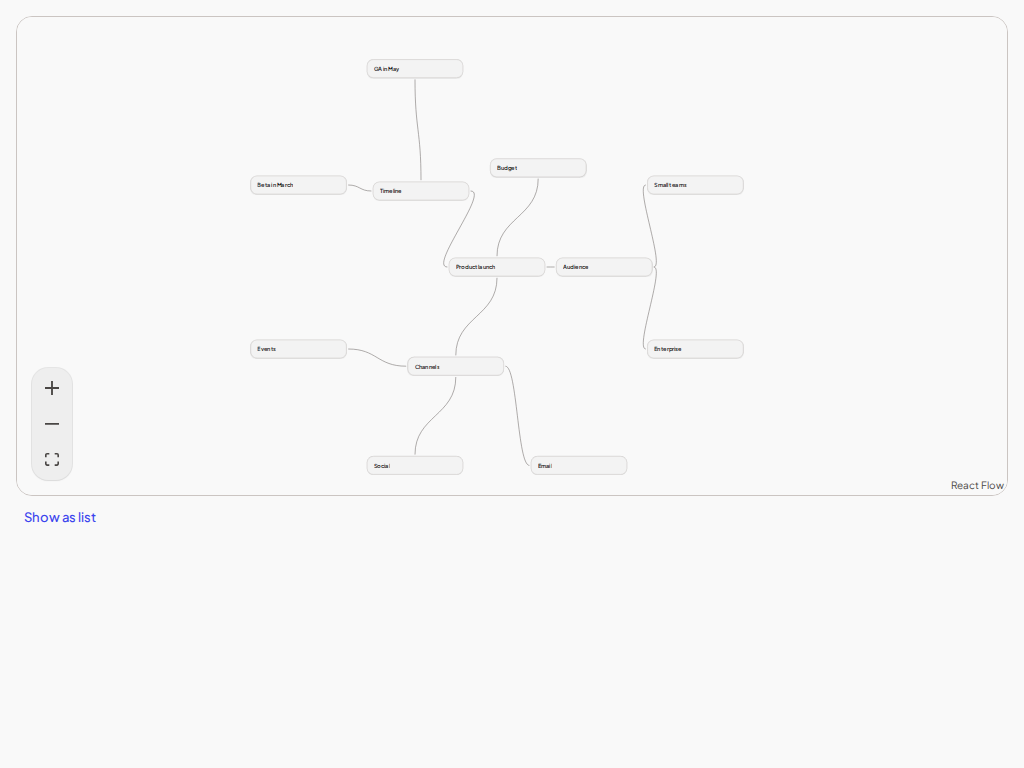 GA in May
Budget
Beta in March
Timeline
Small teams
Product launch
Audience
Events
Channels
Enterprise
Social
Email
React Flow
Show as list